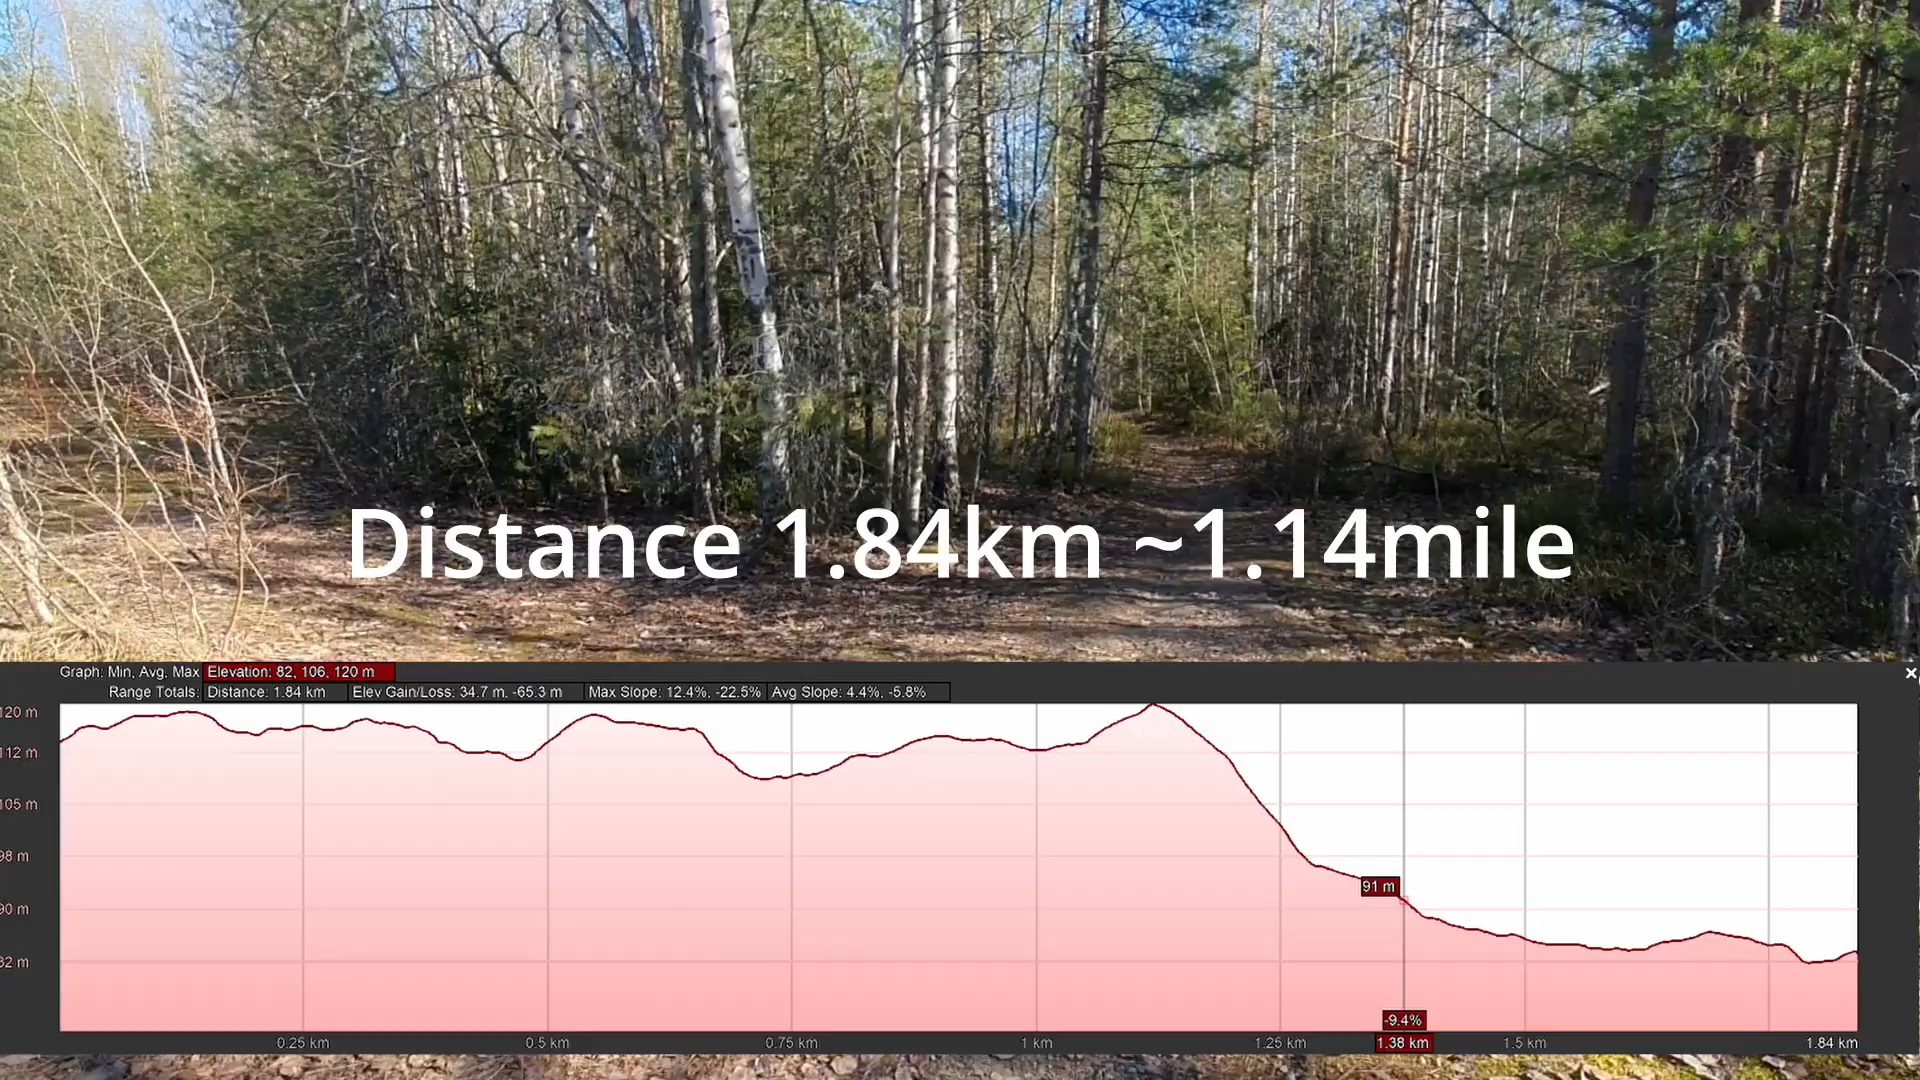 Distance 1.84km ~1.14mile
Graph: Min, Avg, Max Elevation: 82, 106, 120 m
Range Totals: Distance: 1.84 km Elev Gain/Loss: 34.7 m, -65.3 m Max Slope: 12.4%, -22.5% Avg Slope: 4.4%, -5.8%
120 m
112 m
105 m
98 m
91 m
90 m
82 m
-9.4%
0.25 km 0.5 km 0.75 km 1 km 1.25 km 1.38 km 1.5 km 1.84 km